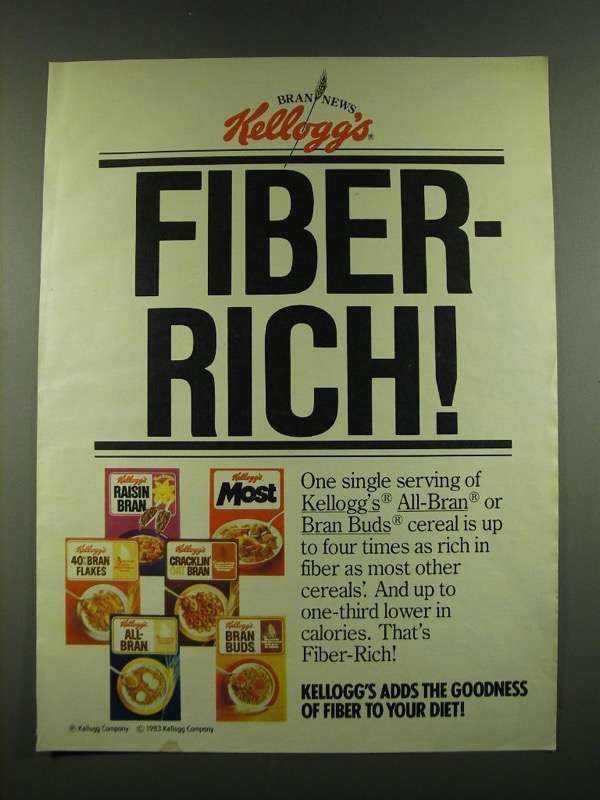 BRAN NEWS
Kellogg's®
FIBER-
RICH!
Kellogg's
RAISIN
BRAN
Kellogg's
Most
Kellogg's
40% BRAN
FLAKES
Kellogg's
CRACKLIN'
OAT BRAN
Kellogg's
ALL-
BRAN
Kellogg's
BRAN
BUDS
One single serving of
Kellogg's® All-Bran® or
Bran Buds® cereal is up
to four times as rich in
fiber as most other
cereals'. And up to
one-third lower in
calories. That's
Fiber-Rich!
KELLOGG'S ADDS THE GOODNESS
OF FIBER TO YOUR DIET!
® Kellogg Company © 1983 Kellogg Company